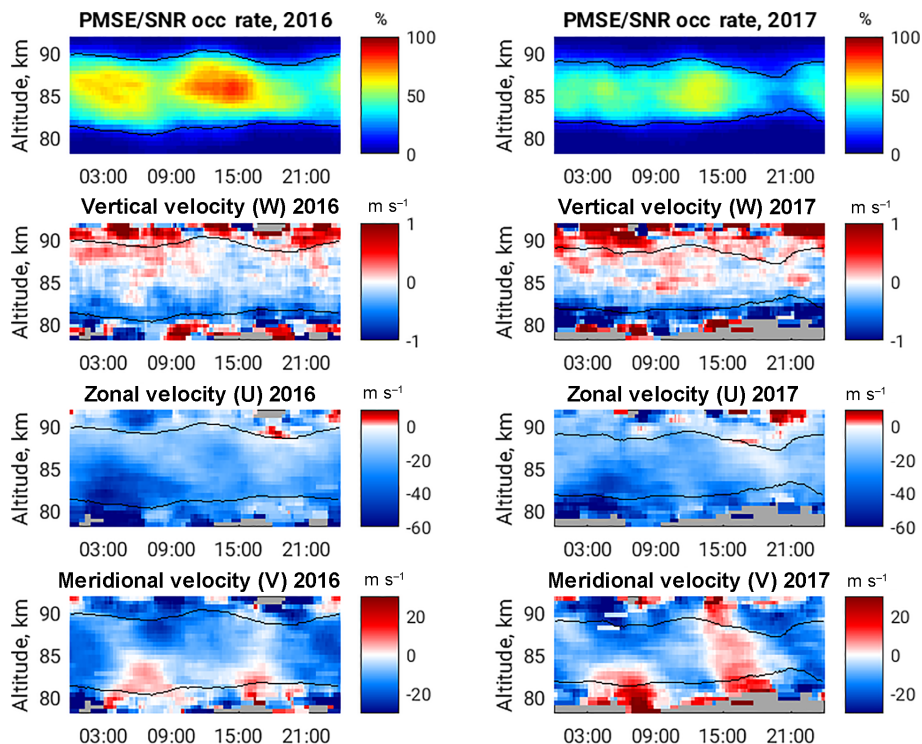 PMSE/SNR occ rate, 2016 % PMSE/SNR occ rate, 2017 %
Altitude, km 90 85 80 100 50 0 Altitude, km 90 85 80 100 50 0
03:00 09:00 15:00 21:00 03:00 09:00 15:00 21:00
Vertical velocity (W) 2016 m s⁻¹ Vertical velocity (W) 2017 m s⁻¹
Altitude, km 90 85 80 1 0 -1 Altitude, km 90 85 80 1 0 -1
03:00 09:00 15:00 21:00 03:00 09:00 15:00 21:00
Zonal velocity (U) 2016 m s⁻¹ Zonal velocity (U) 2017 m s⁻¹
Altitude, km 90 85 80 0 -20 -40 -60 Altitude, km 90 85 80 0 -20 -40 -60
03:00 09:00 15:00 21:00 03:00 09:00 15:00 21:00
Meridional velocity (V) 2016 m s⁻¹ Meridional velocity (V) 2017 m s⁻¹
Altitude, km 90 85 80 20 0 -20 Altitude, km 90 85 80 20 0 -20
03:00 09:00 15:00 21:00 03:00 09:00 15:00 21:00